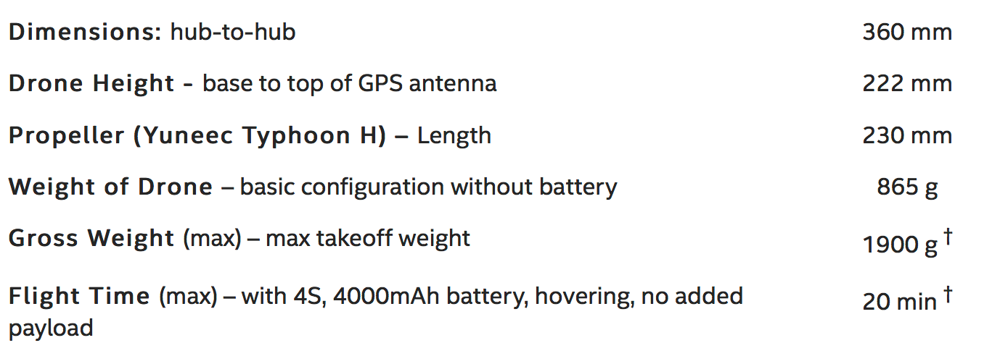 Dimensions: hub-to-hub 360 mm
Drone Height - base to top of GPS antenna 222 mm
Propeller (Yuneec Typhoon H) – Length 230 mm
Weight of Drone – basic configuration without battery 865 g
Gross Weight (max) – max takeoff weight 1900 g †
Flight Time (max) – with 4S, 4000mAh battery, hovering, no added 20 min †
payload